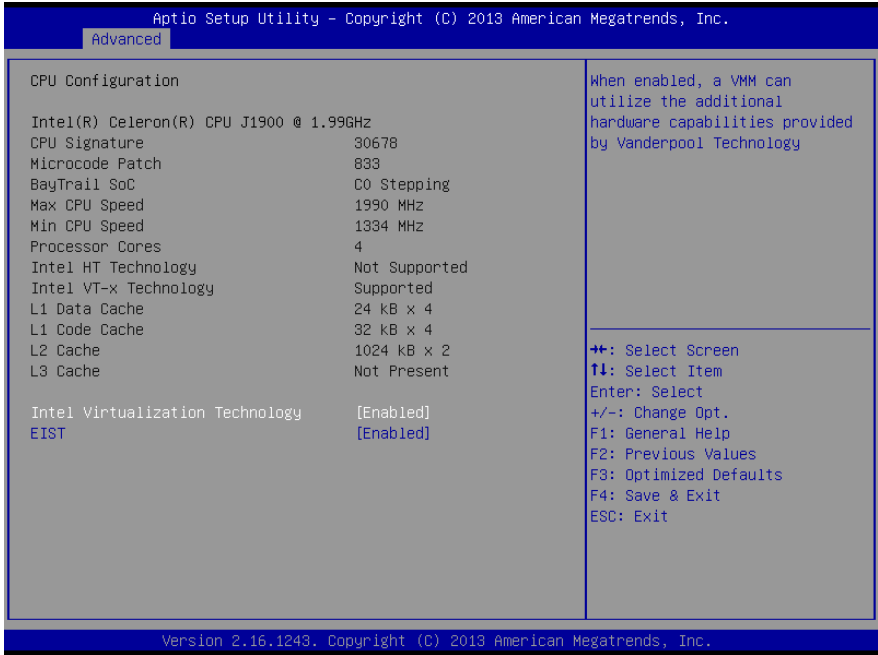 Aptio Setup Utility – Copyright (C) 2013 American Megatrends, Inc.
Advanced
CPU Configuration
Intel(R) Celeron(R) CPU J1900 @ 1.99GHz
CPU Signature 30678
Microcode Patch 833
BayTrail SoC C0 Stepping
Max CPU Speed 1990 MHz
Min CPU Speed 1334 MHz
Processor Cores 4
Intel HT Technology Not Supported
Intel VT-x Technology Supported
L1 Data Cache 24 kB x 4
L1 Code Cache 32 kB x 4
L2 Cache 1024 kB x 2
L3 Cache Not Present
Intel Virtualization Technology [Enabled]
EIST [Enabled]
When enabled, a VMM can
utilize the additional
hardware capabilities provided
by Vanderpool Technology
→←: Select Screen
↑↓: Select Item
Enter: Select
+/-: Change Opt.
F1: General Help
F2: Previous Values
F3: Optimized Defaults
F4: Save & Exit
ESC: Exit
Version 2.16.1243. Copyright (C) 2013 American Megatrends, Inc.